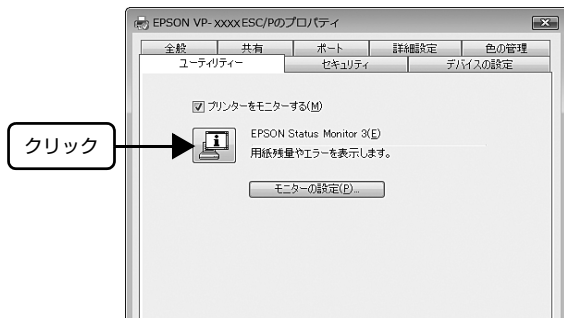 EPSON VP-xxxx ESC/Pのプロパティ
全般 共有 ポート 詳細設定 色の管理
ユーティリティー セキュリティ デバイスの設定
プリンターをモニターする(M)
クリック
EPSON Status Monitor 3(E)
用紙残量やエラーを表示します。
モニターの設定(P)...